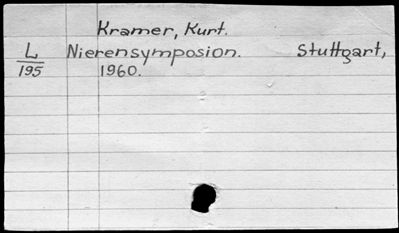 Kramer, Kurt.
L Nierensymposion. Stuttgart,
195 1960.